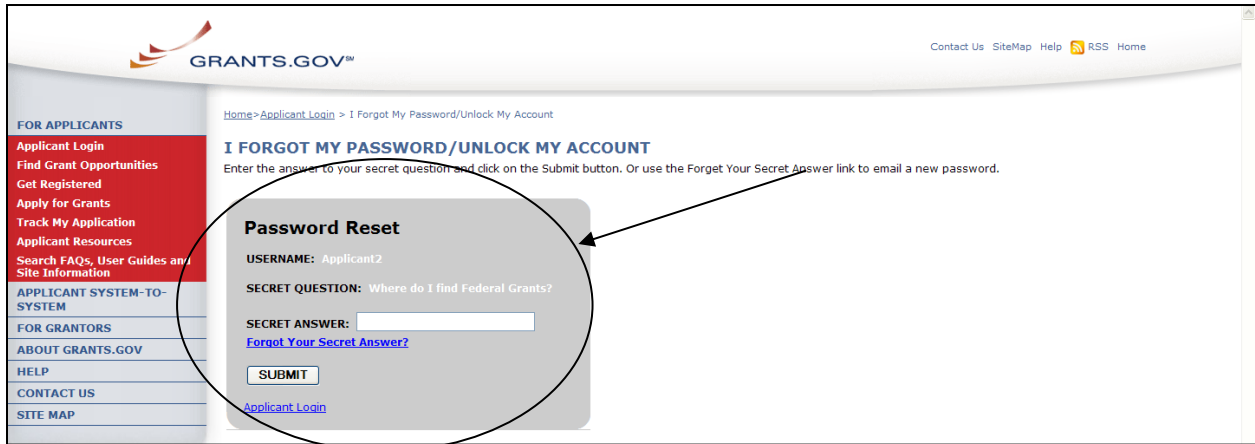 GRANTS.GOV℠
Contact Us SiteMap Help RSS Home
Home>Applicant Login > I Forgot My Password/Unlock My Account
FOR APPLICANTS
Applicant Login
Find Grant Opportunities
Get Registered
Apply for Grants
Track My Application
Applicant Resources
Search FAQs, User Guides and
Site Information
APPLICANT SYSTEM-TO-
SYSTEM
FOR GRANTORS
ABOUT GRANTS.GOV
HELP
CONTACT US
SITE MAP
I FORGOT MY PASSWORD/UNLOCK MY ACCOUNT
Enter the answer to your secret question and click on the Submit button. Or use the Forget Your Secret Answer link to email a new password.
Password Reset
USERNAME: Applicant2
SECRET QUESTION: Where do I find Federal Grants?
SECRET ANSWER:
Forgot Your Secret Answer?
SUBMIT
Applicant Login